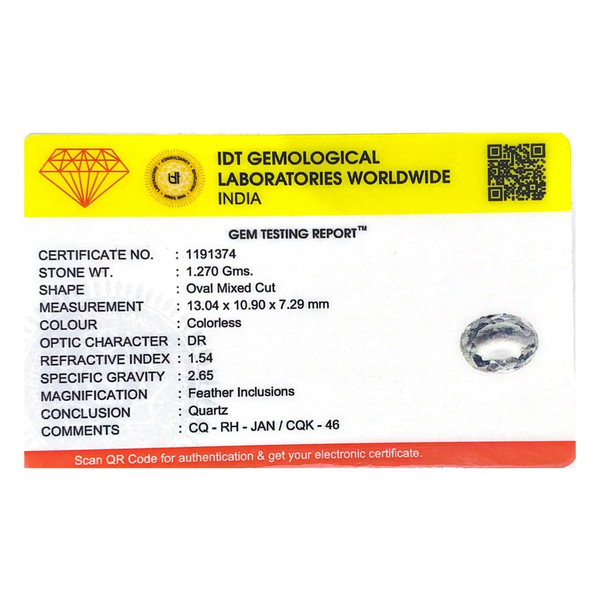 IDT GEMOLOGICAL
LABORATORIES WORLDWIDE
INDIA
GEM TESTING REPORT™
CERTIFICATE NO. : 1191374
STONE WT. : 1.270 Gms.
SHAPE : Oval Mixed Cut
MEASUREMENT : 13.04 x 10.90 x 7.29 mm
COLOUR : Colorless
OPTIC CHARACTER : DR
REFRACTIVE INDEX : 1.54
SPECIFIC GRAVITY : 2.65
MAGNIFICATION : Feather Inclusions
CONCLUSION : Quartz
COMMENTS : CQ - RH - JAN / CQK - 46
Scan QR Code for authentication & get your electronic certificate.